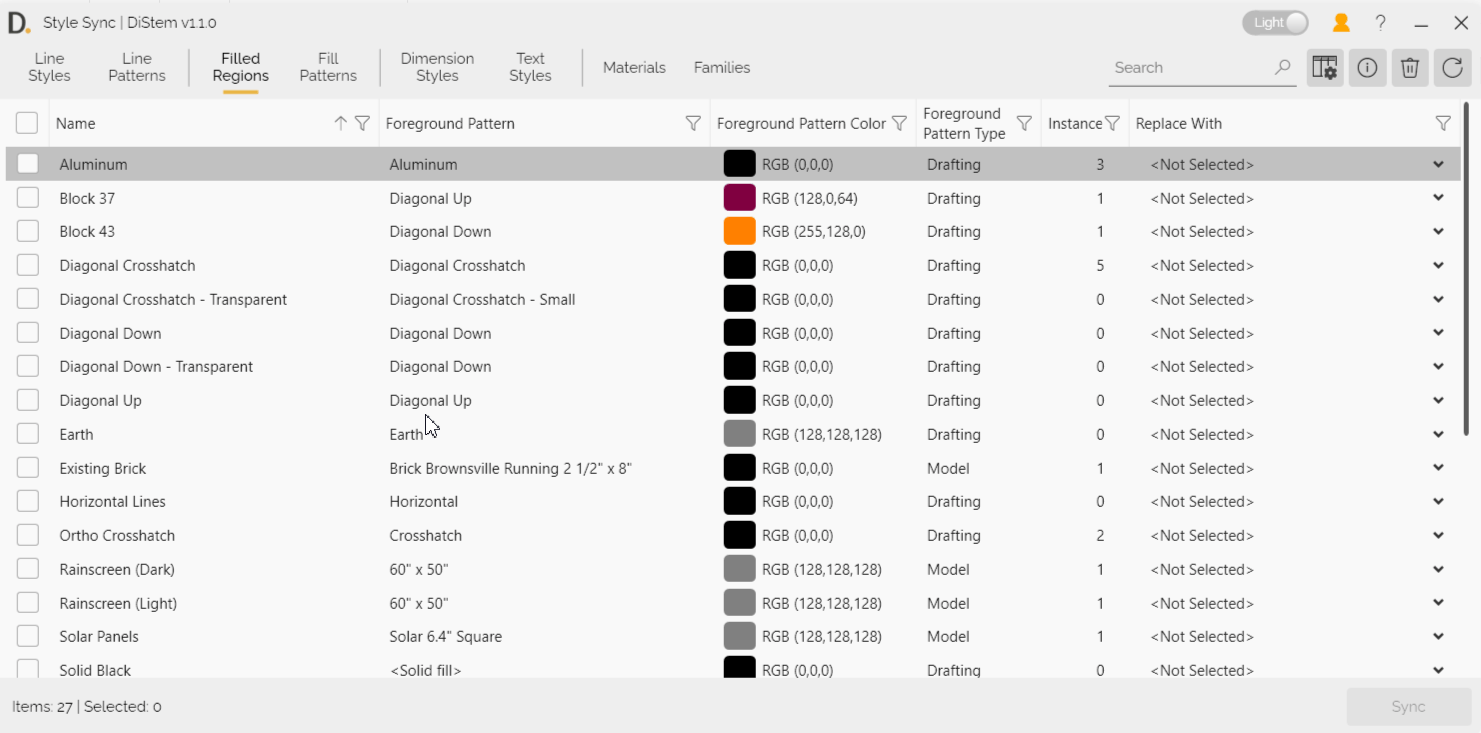 D. Style Sync | DiStem v1.1.0 Light ?
Line Styles Line Patterns Filled Regions Fill Patterns Dimension Styles Text Styles Materials Families Search
Name Foreground Pattern Foreground Pattern Color Foreground Pattern Type Instance Replace With
Aluminum Aluminum RGB (0,0,0) Drafting 3 <Not Selected>
Block 37 Diagonal Up RGB (128,0,64) Drafting 1 <Not Selected>
Block 43 Diagonal Down RGB (255,128,0) Drafting 1 <Not Selected>
Diagonal Crosshatch Diagonal Crosshatch RGB (0,0,0) Drafting 5 <Not Selected>
Diagonal Crosshatch - Transparent Diagonal Crosshatch - Small RGB (0,0,0) Drafting 0 <Not Selected>
Diagonal Down Diagonal Down RGB (0,0,0) Drafting 0 <Not Selected>
Diagonal Down - Transparent Diagonal Down RGB (0,0,0) Drafting 0 <Not Selected>
Diagonal Up Diagonal Up RGB (0,0,0) Drafting 0 <Not Selected>
Earth Earth RGB (128,128,128) Drafting 0 <Not Selected>
Existing Brick Brick Brownsville Running 2 1/2" x 8" RGB (0,0,0) Model 1 <Not Selected>
Horizontal Lines Horizontal RGB (0,0,0) Drafting 0 <Not Selected>
Ortho Crosshatch Crosshatch RGB (0,0,0) Drafting 2 <Not Selected>
Rainscreen (Dark) 60" x 50" RGB (128,128,128) Model 1 <Not Selected>
Rainscreen (Light) 60" x 50" RGB (128,128,128) Model 1 <Not Selected>
Solar Panels Solar 6.4" Square RGB (128,128,128) Model 1 <Not Selected>
Solid Black <Solid fill> RGB (0,0,0) Drafting 0 <Not Selected>
Items: 27 | Selected: 0 Sync